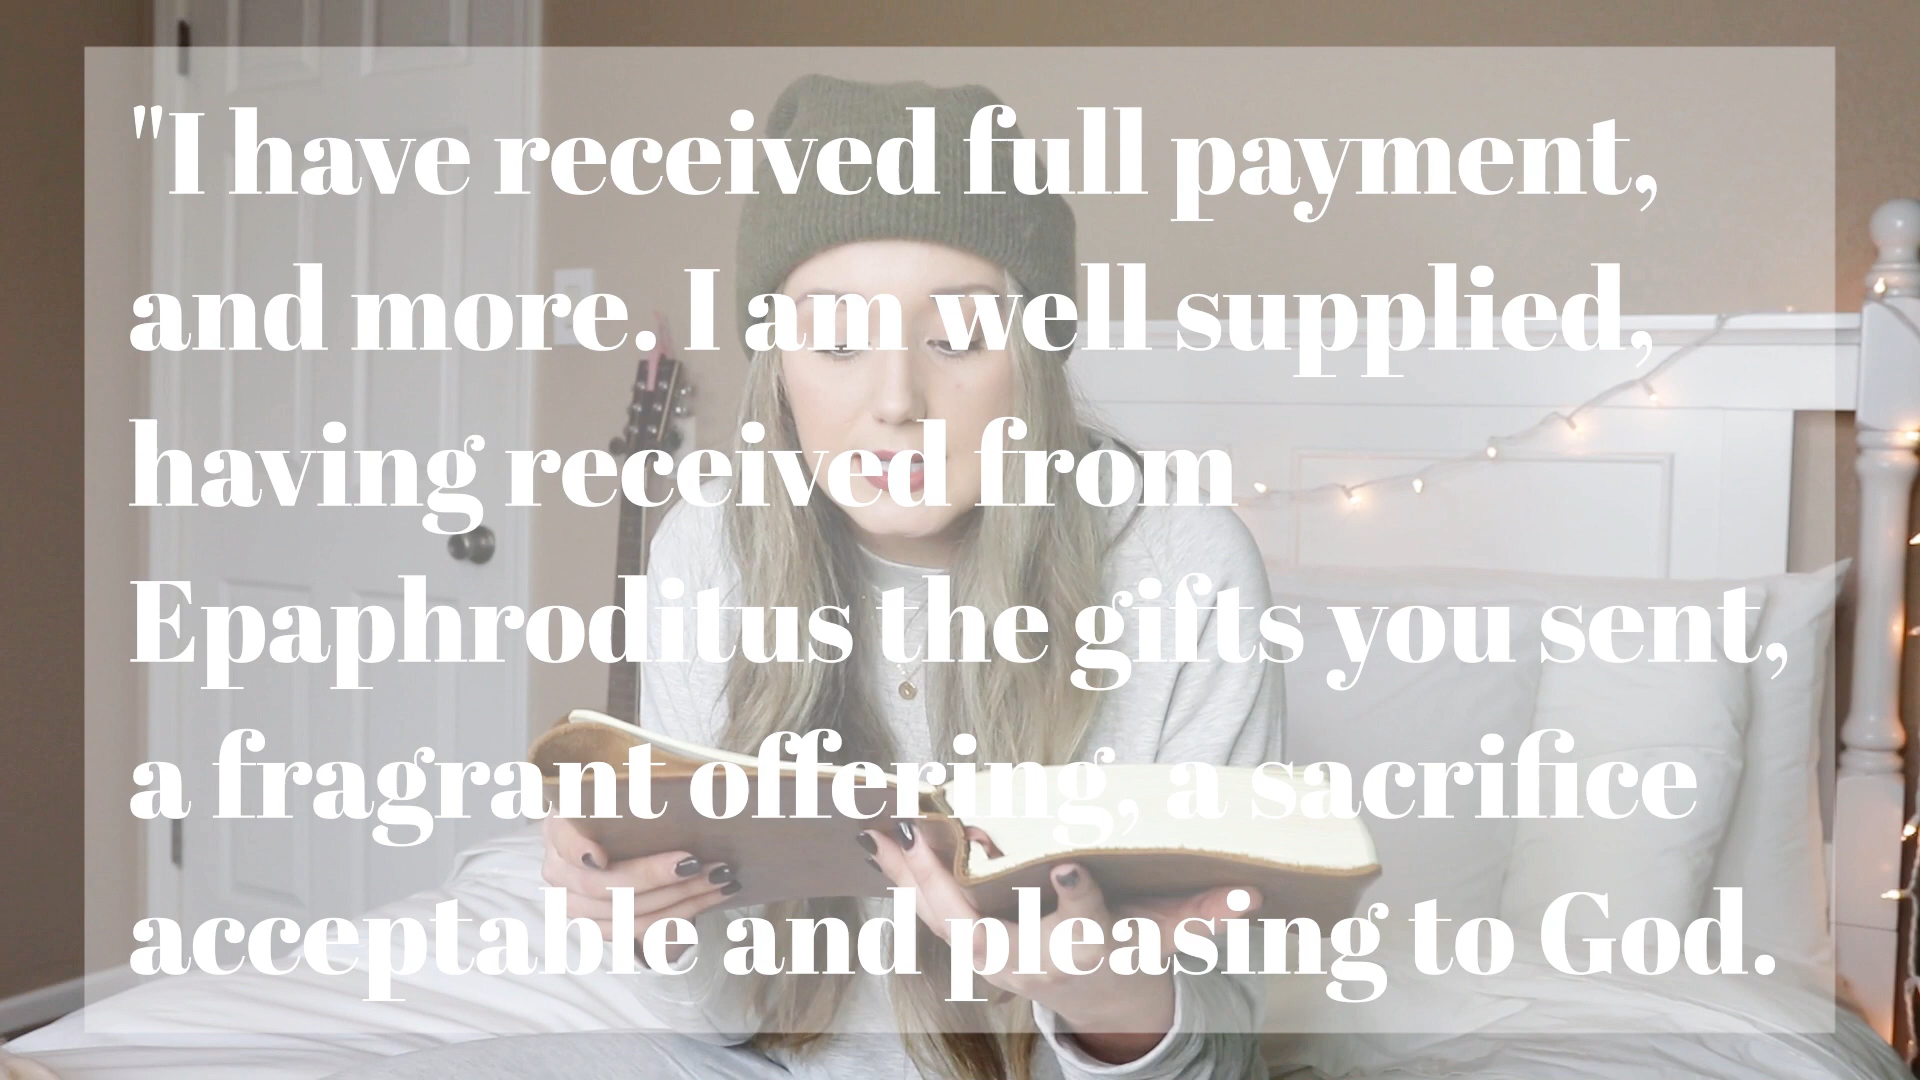 "I have received full payment,
and more. I am well supplied,
having received from
Epaphroditus the gifts you sent,
a fragrant offering, a sacrifice
acceptable and pleasing to God.